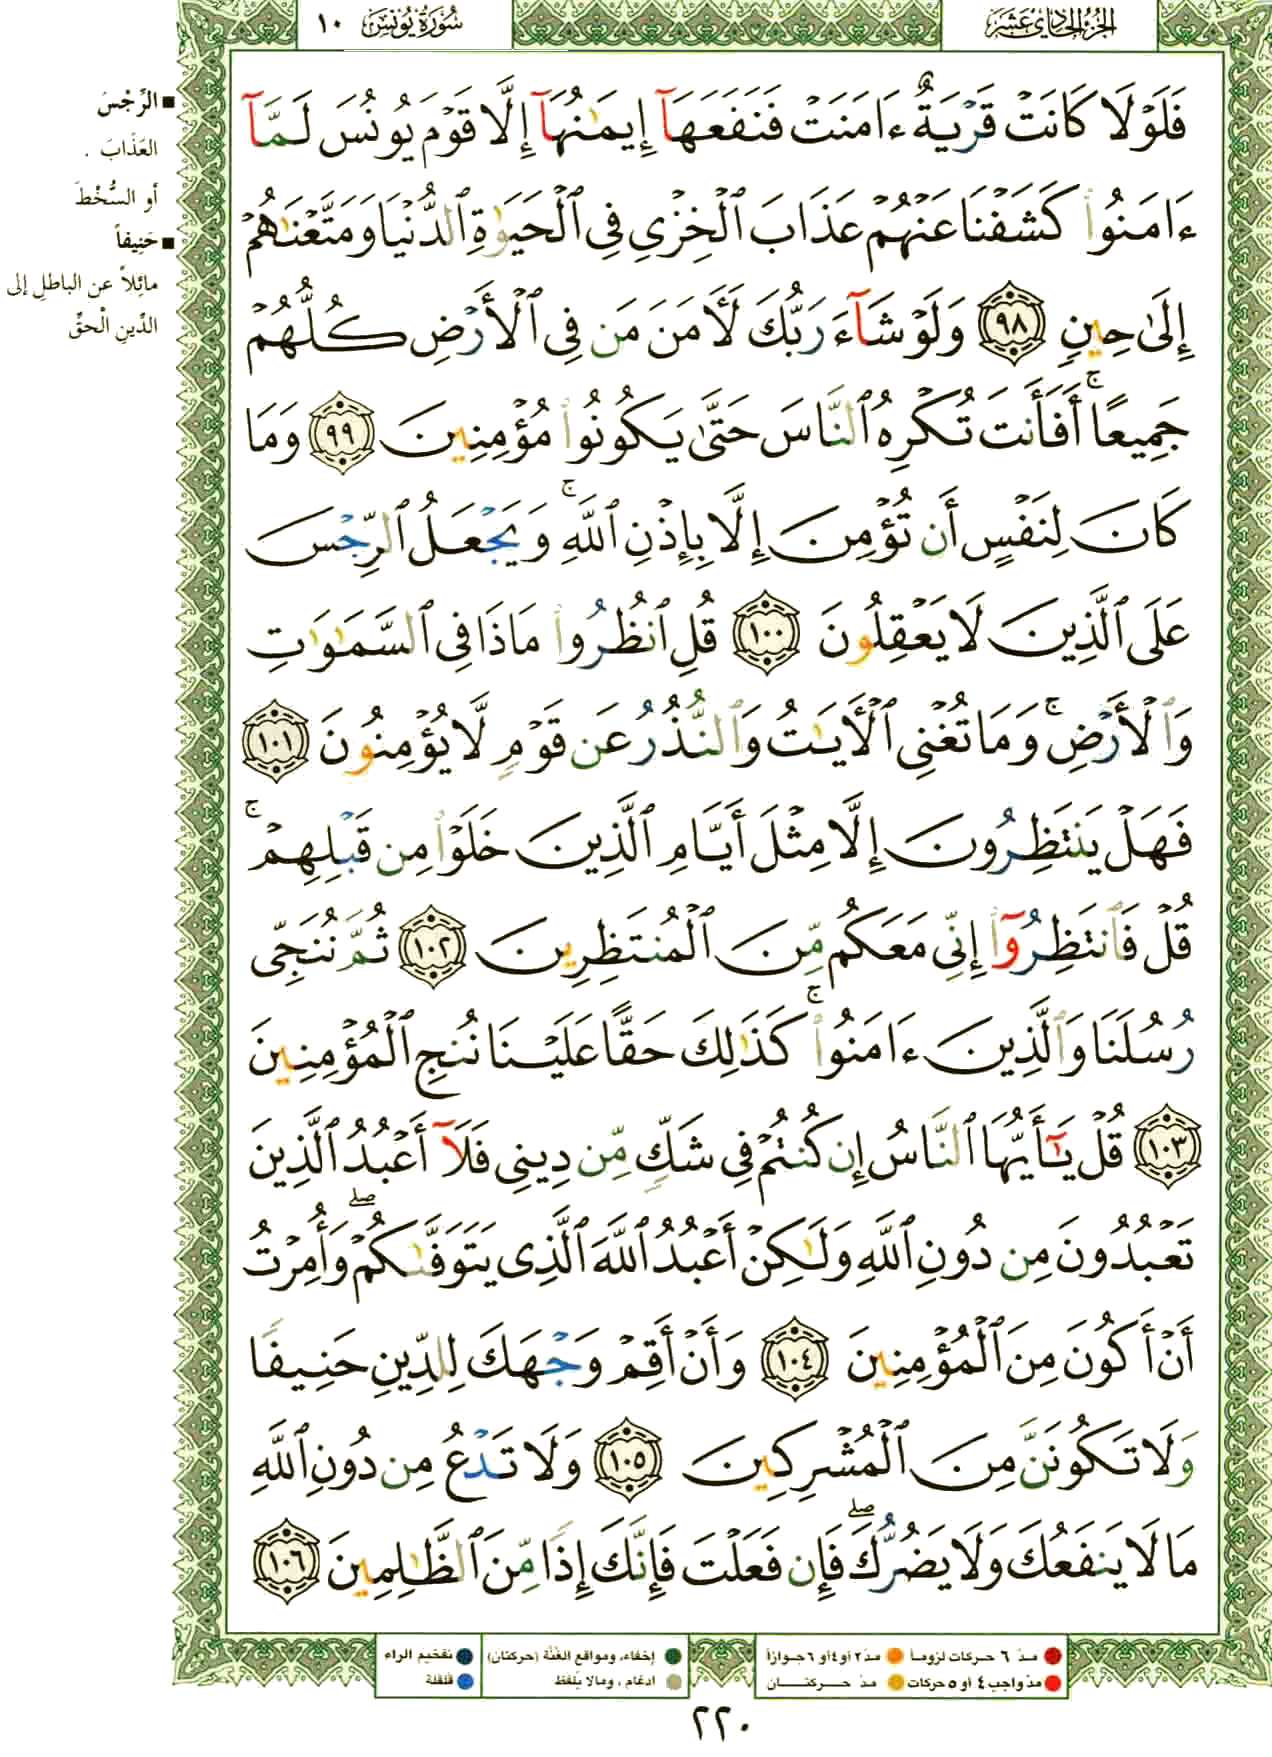 الجزء الحادي عشر
سورة يونس ١٠
فَلَوْلَا كَانَتْ قَرْيَةٌ ءَامَنَتْ فَنَفَعَهَآ إِيمَٰنُهَآ إِلَّا قَوْمَ يُونُسَ لَمَّآ
ءَامَنُوا۟ كَشَفْنَا عَنْهُمْ عَذَابَ ٱلْخِزْىِ فِى ٱلْحَيَوٰةِ ٱلدُّنْيَا وَمَتَّعْنَٰهُمْ
إِلَىٰ حِينٍ ٩٨ وَلَوْ شَآءَ رَبُّكَ لَءَامَنَ مَن فِى ٱلْأَرْضِ كُلُّهُمْ
جَمِيعًا ۚ أَفَأَنتَ تُكْرِهُ ٱلنَّاسَ حَتَّىٰ يَكُونُوا۟ مُؤْمِنِينَ ٩٩ وَمَا
كَانَ لِنَفْسٍ أَن تُؤْمِنَ إِلَّا بِإِذْنِ ٱللَّهِ ۚ وَيَجْعَلُ ٱلرِّجْسَ
عَلَى ٱلَّذِينَ لَا يَعْقِلُونَ ١٠٠ قُلِ ٱنظُرُوا۟ مَاذَا فِى ٱلسَّمَٰوَٰتِ
وَٱلْأَرْضِ ۚ وَمَا تُغْنِى ٱلْءَايَٰتُ وَٱلنُّذُرُ عَن قَوْمٍ لَّا يُؤْمِنُونَ ١٠١
فَهَلْ يَنتَظِرُونَ إِلَّا مِثْلَ أَيَّامِ ٱلَّذِينَ خَلَوْا۟ مِن قَبْلِهِمْ ۚ
قُلْ فَٱنتَظِرُوٓا۟ إِنِّى مَعَكُم مِّنَ ٱلْمُنتَظِرِينَ ١٠٢ ثُمَّ نُنَجِّى
رُسُلَنَا وَٱلَّذِينَ ءَامَنُوا۟ ۚ كَذَٰلِكَ حَقًّا عَلَيْنَا نُنجِ ٱلْمُؤْمِنِينَ
١٠٣ قُلْ يَٰٓأَيُّهَا ٱلنَّاسُ إِن كُنتُمْ فِى شَكٍّ مِّن دِينِى فَلَآ أَعْبُدُ ٱلَّذِينَ
تَعْبُدُونَ مِن دُونِ ٱللَّهِ وَلَٰكِنْ أَعْبُدُ ٱللَّهَ ٱلَّذِى يَتَوَفَّىٰكُمْ ۖ وَأُمِرْتُ
أَنْ أَكُونَ مِنَ ٱلْمُؤْمِنِينَ ١٠٤ وَأَنْ أَقِمْ وَجْهَكَ لِلدِّينِ حَنِيفًا
وَلَا تَكُونَنَّ مِنَ ٱلْمُشْرِكِينَ ١٠٥ وَلَا تَدْعُ مِن دُونِ ٱللَّهِ
مَا لَا يَنفَعُكَ وَلَا يَضُرُّكَ ۖ فَإِن فَعَلْتَ فَإِنَّكَ إِذًا مِّنَ ٱلظَّٰلِمِينَ ١٠٦
■ الرِّجْسَ
العَذَابَ .
أو السُّخْطَ
■ حَنِيفاً
مائِلاً عن الباطلِ إلى
الدِّينِ الْحقِّ
● مدّ ٦ حركات لزوماً ● مدّ ٢ أو ٤ أو ٦ جوازاً
● مدّ واجب ٤ أو ٥ حركات ● مدّ حركتان
● إخفاء، ومواقع الغُنَّة (حركتان) ● تفخيم الراء
● ادغام ، ومالا يُلفَظ ● قلقلة
٢٢٠